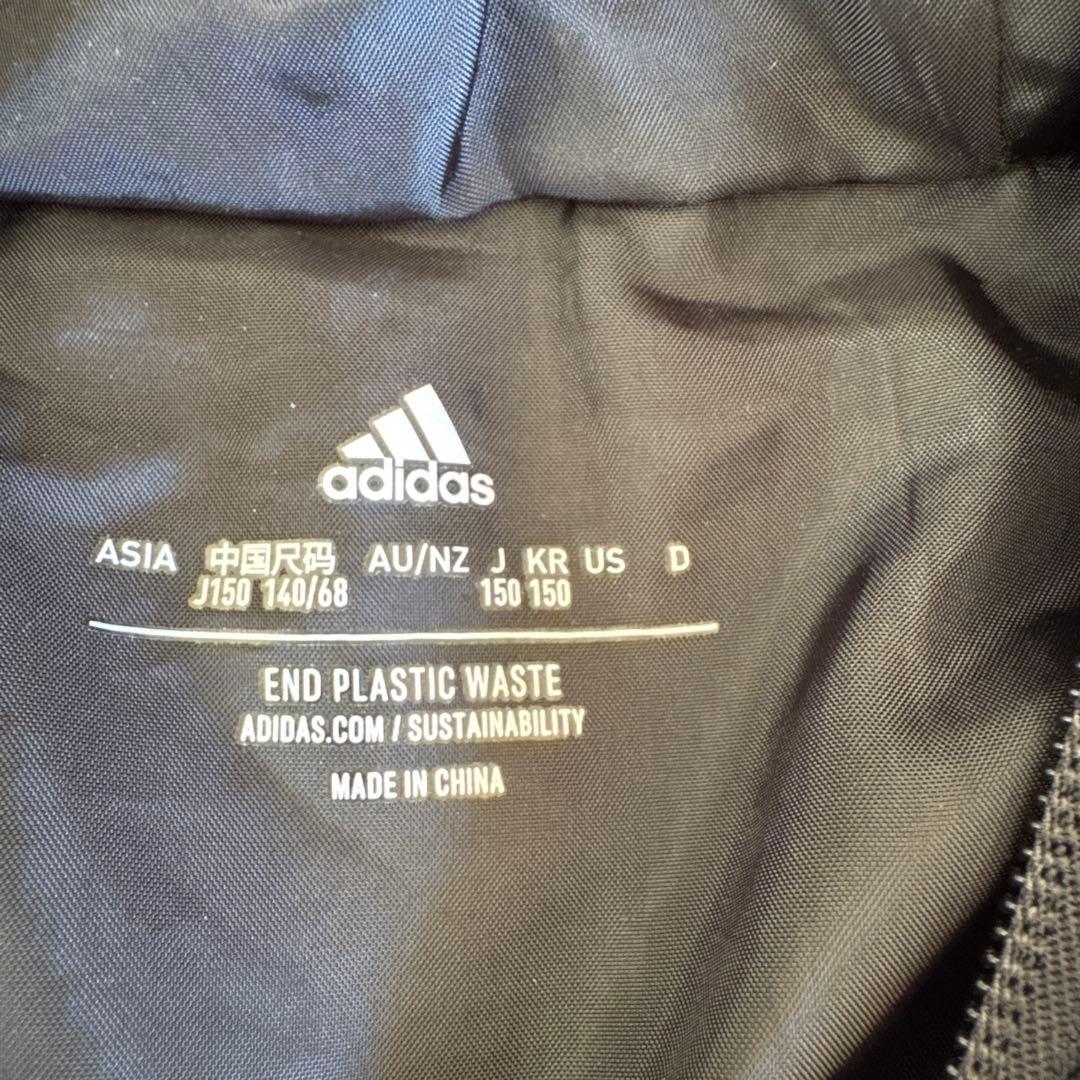 adidas
ASIA 中国尺码 AU/NZ J KR US D
J150 140/68 150 150
END PLASTIC WASTE
ADIDAS.COM / SUSTAINABILITY
MADE IN CHINA